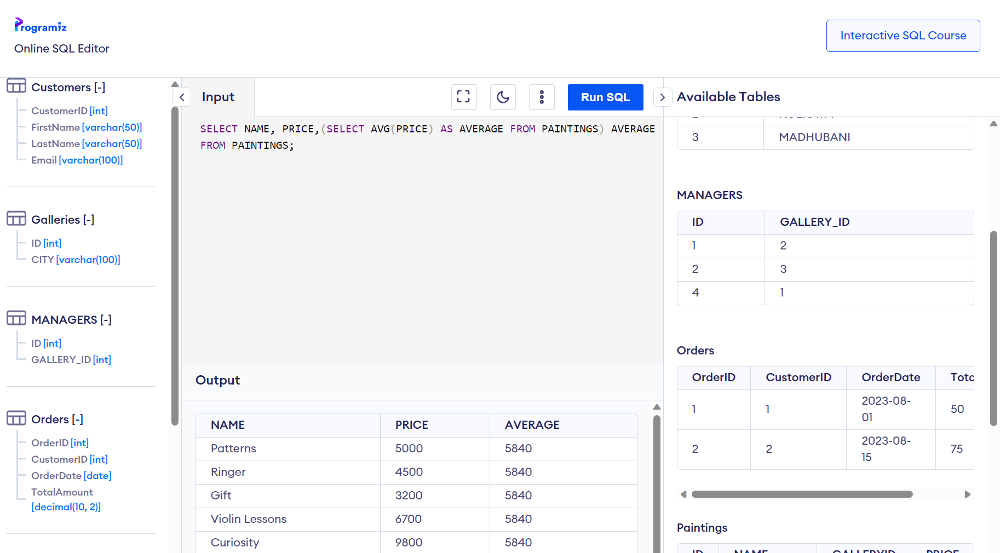 Programiz
Online SQL Editor
Interactive SQL Course
Customers [-]
CustomerID [int]
FirstName [varchar(50)]
LastName [varchar(50)]
Email [varchar(100)]
Galleries [-]
ID [int]
CITY [varchar(100)]
MANAGERS [-]
ID [int]
GALLERY_ID [int]
Orders [-]
OrderID [int]
CustomerID [int]
OrderDate [date]
TotalAmount
[decimal(10, 2)]
Input
Run SQL
SELECT NAME, PRICE,(SELECT AVG(PRICE) AS AVERAGE FROM PAINTINGS) AVERAGE
FROM PAINTINGS;
Output
NAME PRICE AVERAGE
Patterns 5000 5840
Ringer 4500 5840
Gift 3200 5840
Violin Lessons 6700 5840
Curiosity 9800 5840
Available Tables
3 MADHUBANI
MANAGERS
ID GALLERY_ID
1 2
2 3
4 1
Orders
OrderID CustomerID OrderDate Tota
1 1 2023-08-01 50
2 2 2023-08-15 75
Paintings
ID NAME GALLERYID PRICE